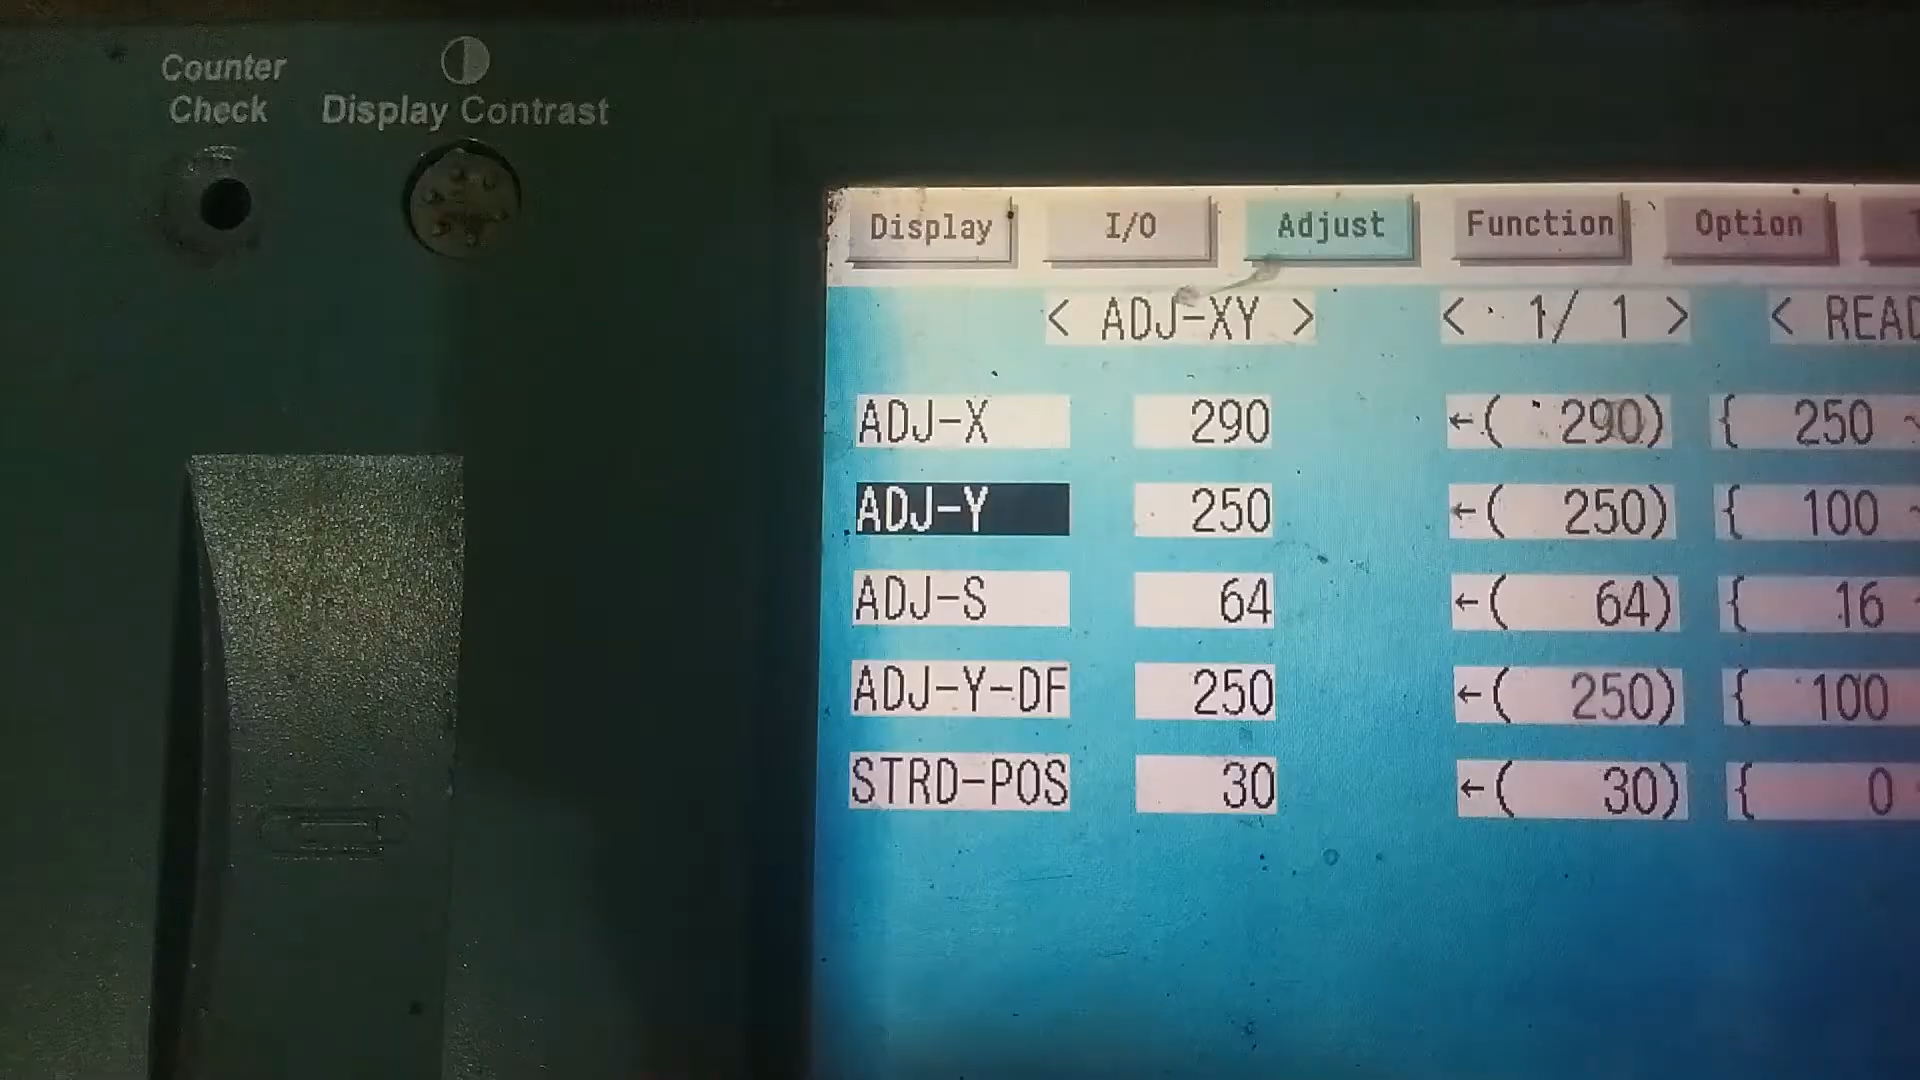 Counter
Check
Display Contrast
Display I/O Adjust Function Option
< ADJ-XY > < 1/ 1 > < READ
ADJ-X 290 ←( 290) { 250 ~
ADJ-Y 250 ←( 250) { 100 ~
ADJ-S 64 ←( 64) { 16
ADJ-Y-DF 250 ←( 250) { 100
STRD-POS 30 ←( 30) { 0